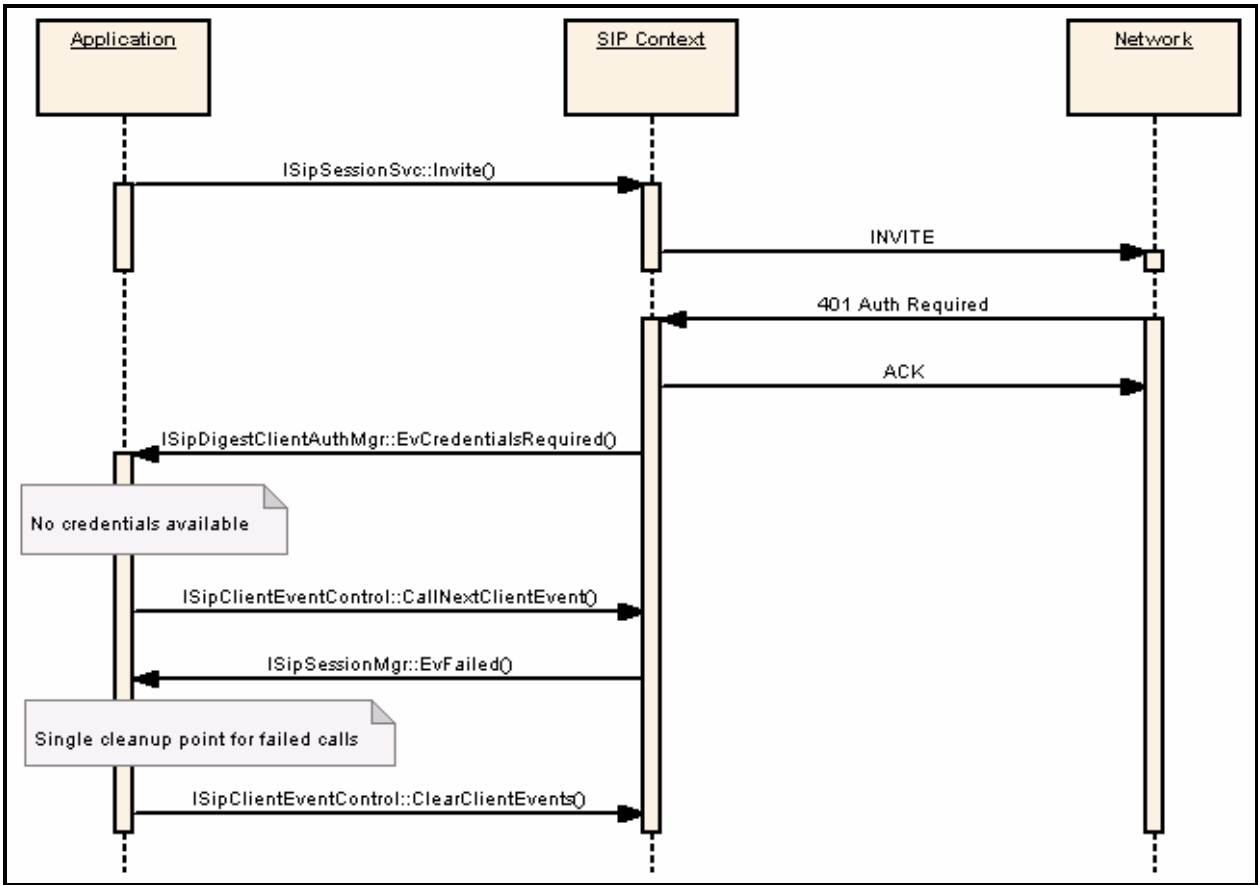 Application
SIP Context
Network
ISipSessionSvc::Invite()
INVITE
401 Auth Required
ACK
ISipDigestClientAuthMgr::EvCredentialsRequired()
No credentials available
ISipClientEventControl::CallNextClientEvent()
ISipSessionMgr::EvFailed()
Single cleanup point for failed calls
ISipClientEventControl::ClearClientEvents()